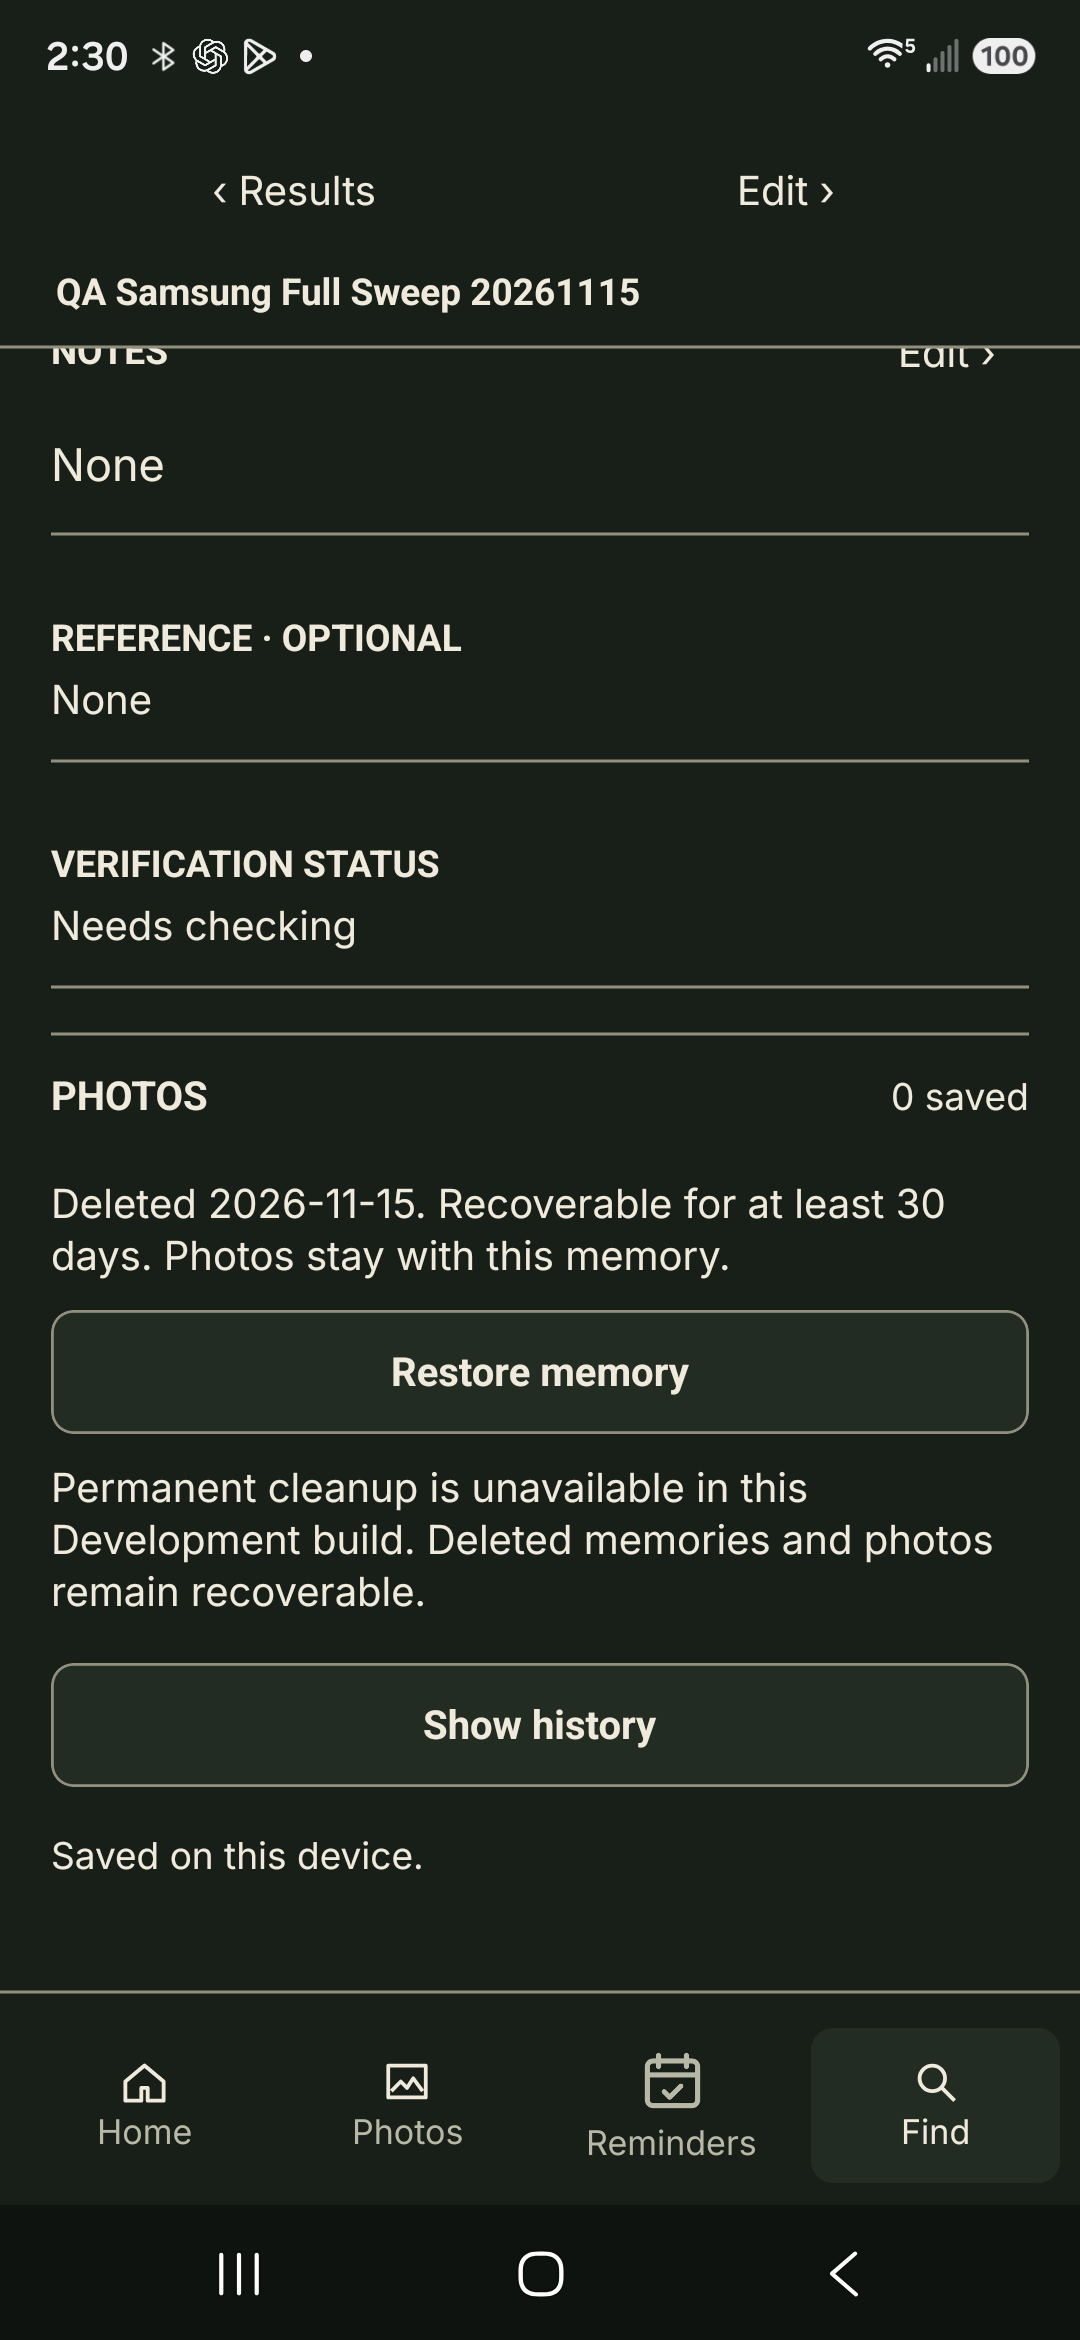 2:30
5
100
‹ Results
Edit ›
QA Samsung Full Sweep 20261115
NOTES
Edit ›
None
REFERENCE · OPTIONAL
None
VERIFICATION STATUS
Needs checking
PHOTOS
0 saved
Deleted 2026-11-15. Recoverable for at least 30
days. Photos stay with this memory.
Restore memory
Permanent cleanup is unavailable in this
Development build. Deleted memories and photos
remain recoverable.
Show history
Saved on this device.
Home
Photos
Reminders
Find